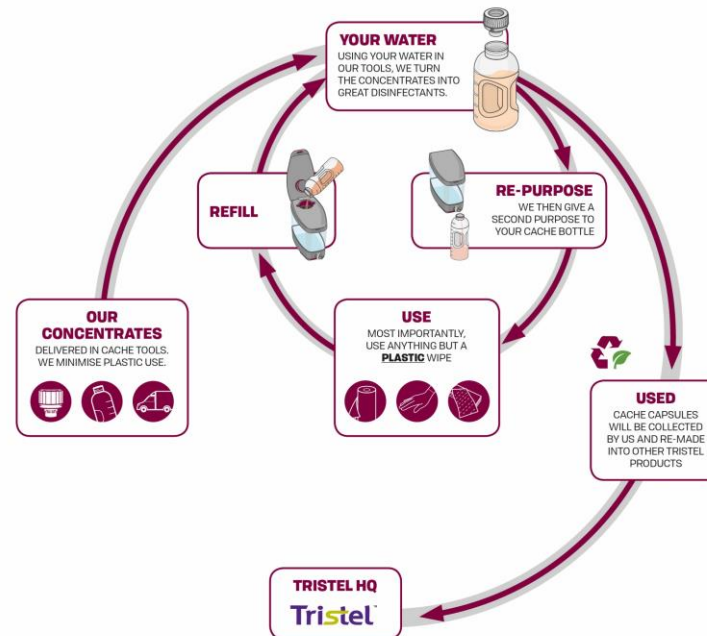 YOUR WATER
USING YOUR WATER IN
OUR TOOLS, WE TURN
THE CONCENTRATES INTO
GREAT DISINFECTANTS.
REFILL
RE-PURPOSE
WE THEN GIVE A
SECOND PURPOSE TO
YOUR CACHE BOTTLE
OUR
CONCENTRATES
DELIVERED IN CACHE TOOLS.
WE MINIMISE PLASTIC USE.
USE
MOST IMPORTANTLY,
USE ANYTHING BUT A
PLASTIC WIPE
USED
CACHE CAPSULES
WILL BE COLLECTED
BY US AND RE-MADE
INTO OTHER TRISTEL
PRODUCTS
TRISTEL HQ
Tristel™